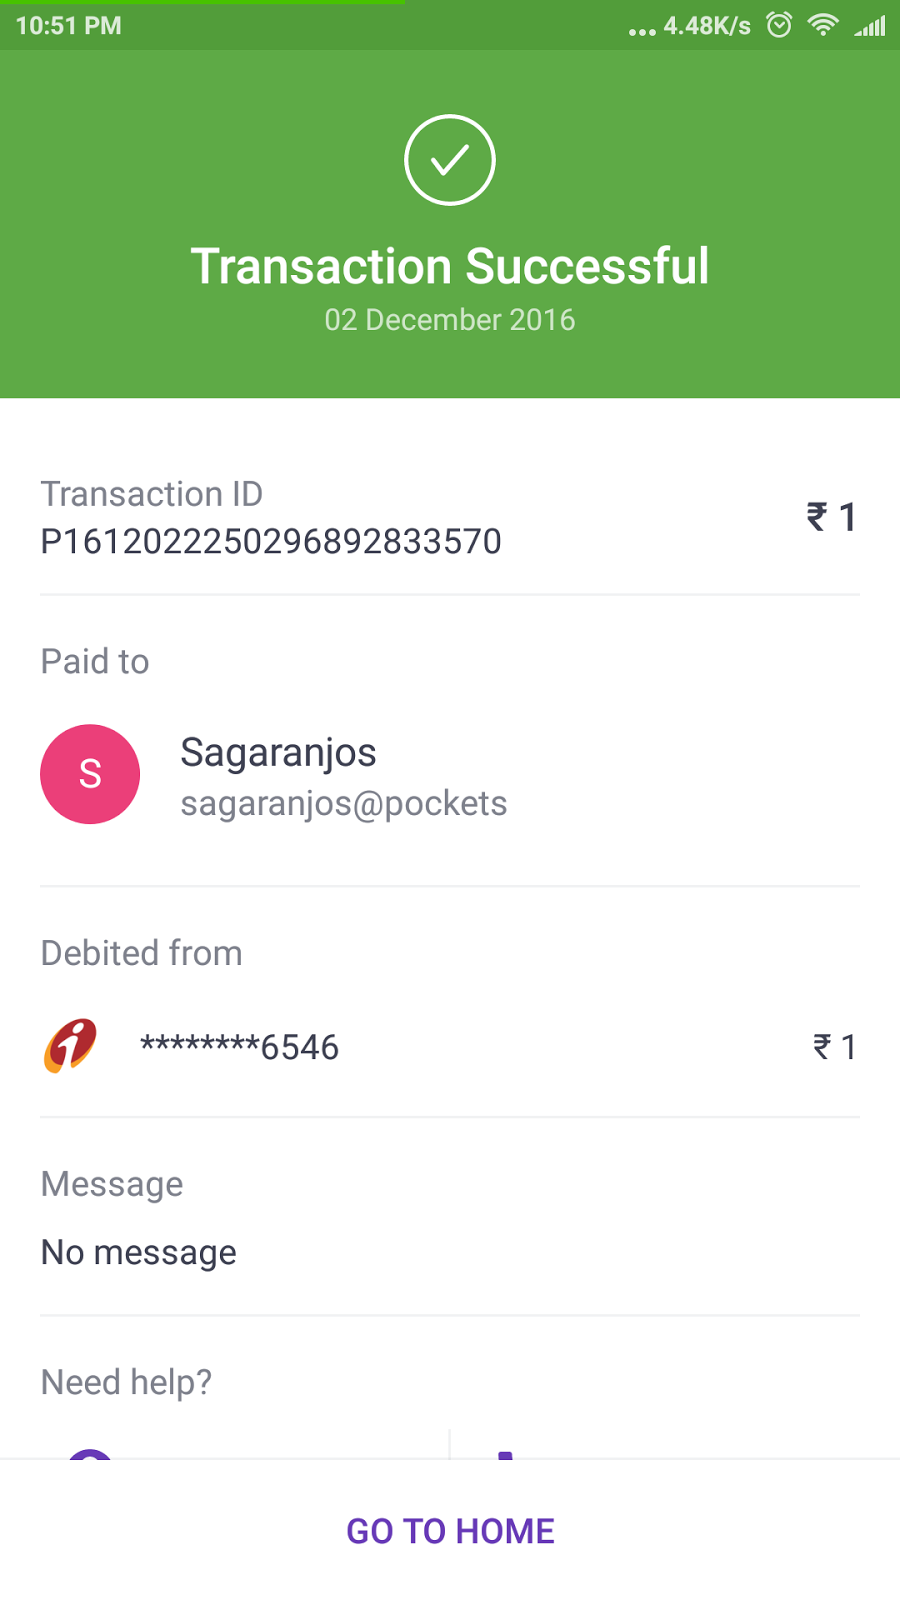 10:51 PM ... 4.48K/s
Transaction Successful
02 December 2016
Transaction ID
P1612022250296892833570
₹ 1
Paid to
S
Sagaranjos
sagaranjos@pockets
Debited from
********6546 ₹ 1
Message
No message
Need help?
GO TO HOME